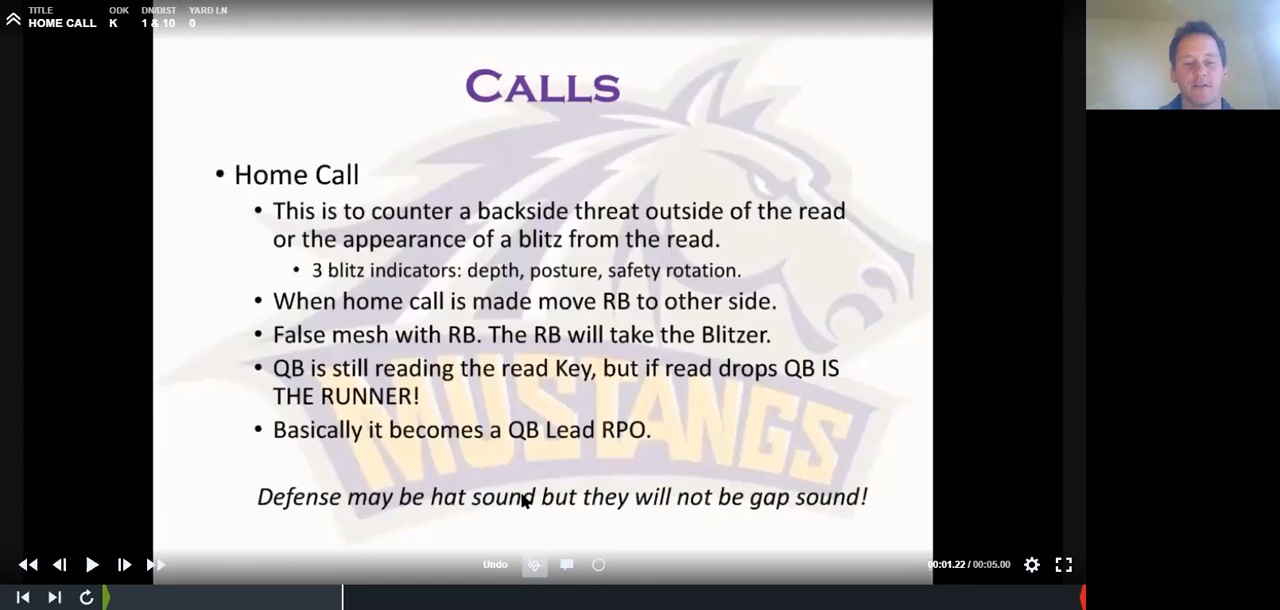 TITLE ODK DN/DIST YARD LN
HOME CALL K 1 & 10 0
CALLS
• Home Call
• This is to counter a backside threat outside of the read
or the appearance of a blitz from the read.
• 3 blitz indicators: depth, posture, safety rotation.
• When home call is made move RB to other side.
• False mesh with RB. The RB will take the Blitzer.
• QB is still reading the read Key, but if read drops QB IS
THE RUNNER!
• Basically it becomes a QB Lead RPO.
MUSTANGS
Defense may be hat sound but they will not be gap sound!
Undo
00:01.22 / 00:05.00